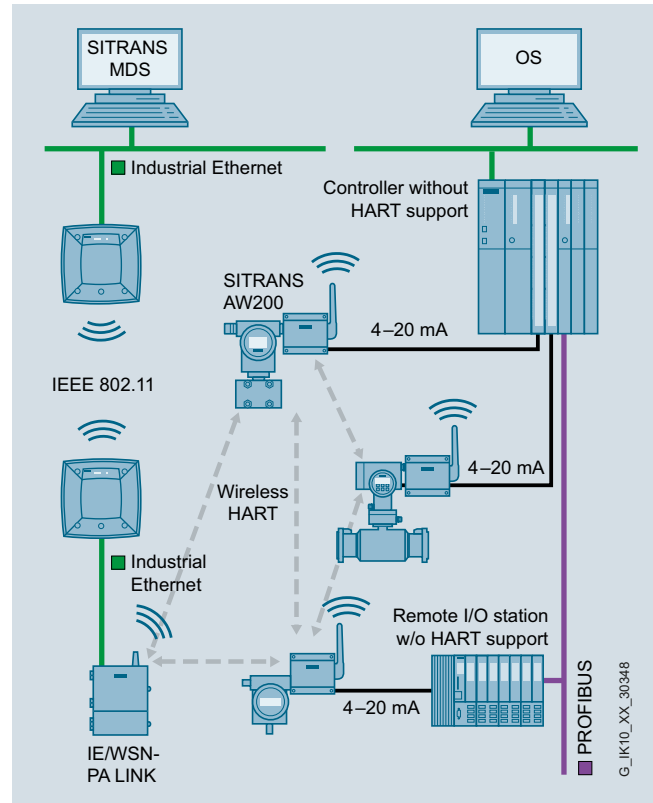 SITRANS
MDS
OS
Industrial Ethernet
Controller without
HART support
SITRANS
AW200
4–20 mA
IEEE 802.11
4–20 mA
Wireless
HART
Industrial
Ethernet
Remote I/O station
w/o HART support
4–20 mA
IE/WSN-
PA LINK
PROFIBUS
G_IK10_XX_30348